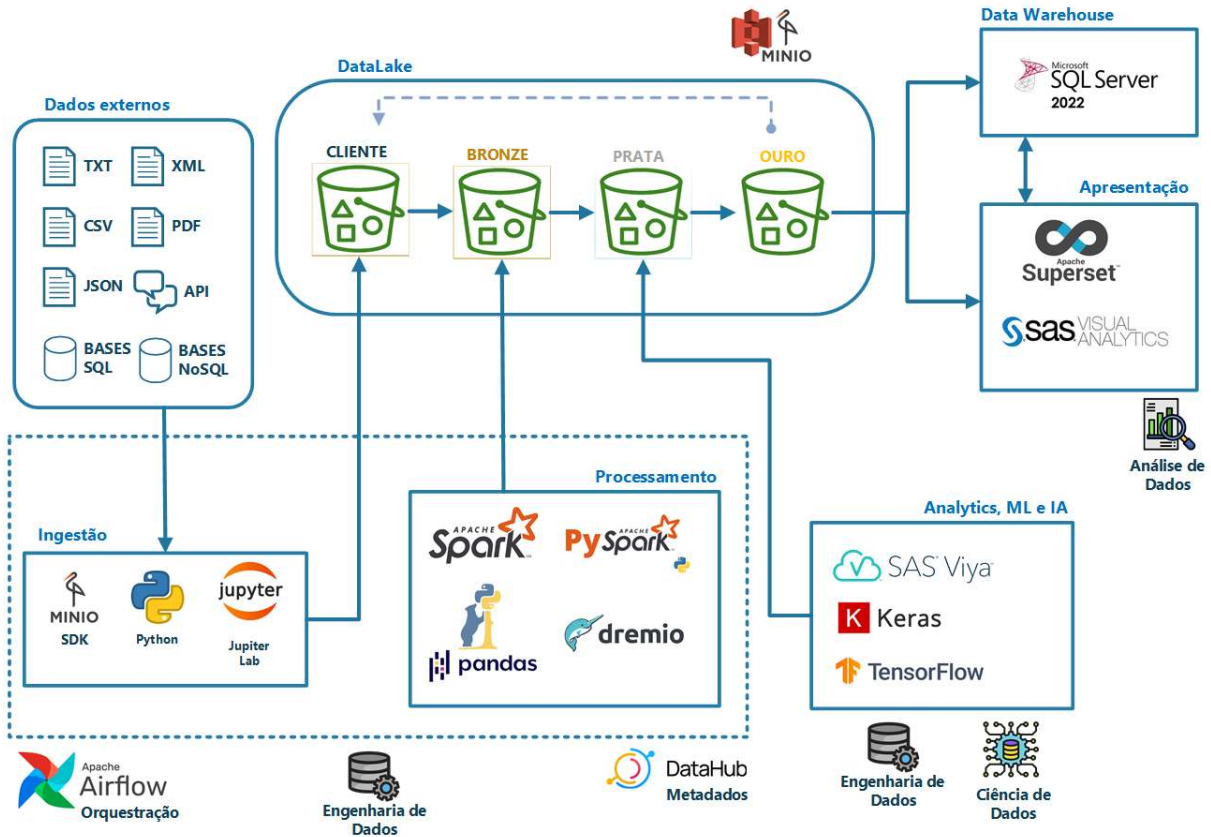 Data Warehouse
MINIO
Microsoft
SQL Server
2022
DataLake
Dados externos
TXT
XML
CSV
PDF
JSON
API
BASES
SQL
BASES
NoSQL
CLIENTE
BRONZE
PRATA
OURO
Apresentação
Apache
Superset™
sas VISUAL
ANALYTICS
Análise de
Dados
Processamento
APACHE
Spark™
PySpark™
APACHE
pandas
dremio
Ingestão
MINIO
SDK
Python
jupyter
Jupiter
Lab
Analytics, ML e IA
SAS® Viya®
K Keras
TensorFlow
Apache
Airflow
Orquestração
Engenharia de
Dados
DataHub
Metadados
Engenharia de
Dados
Ciência de
Dados